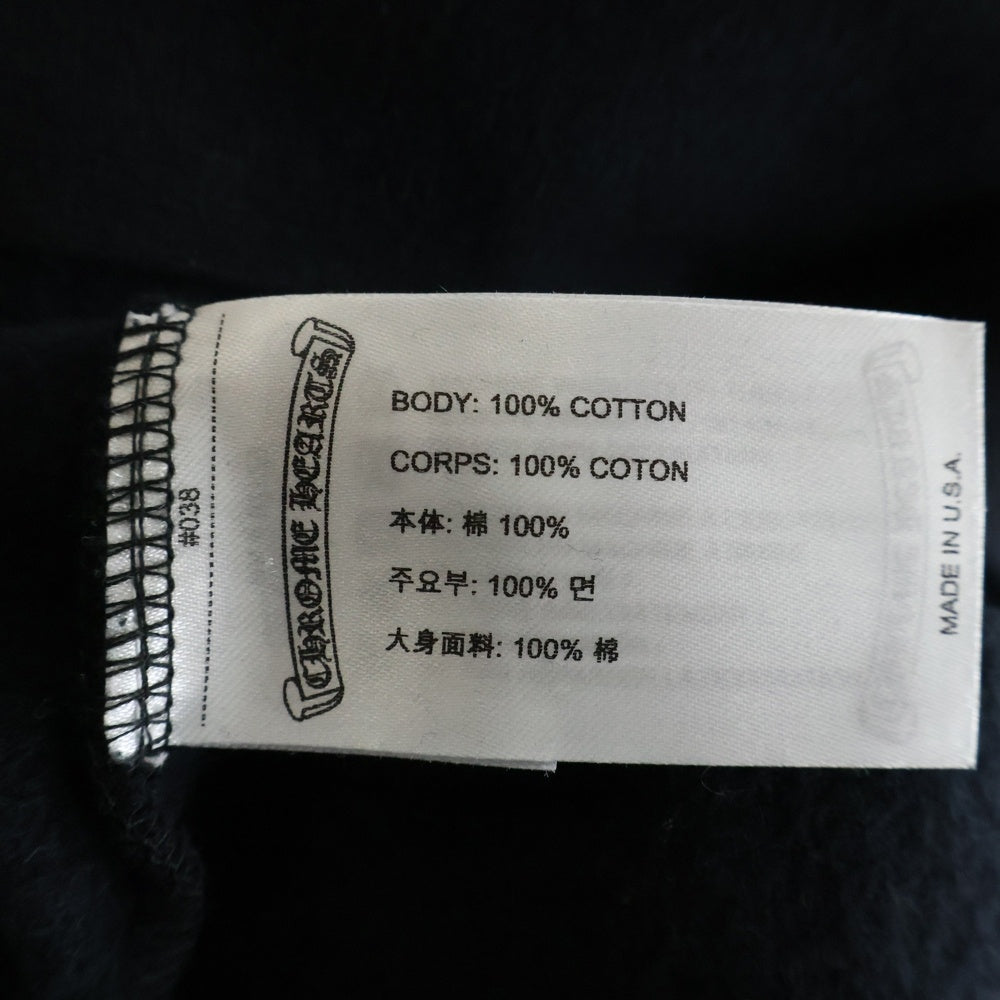 #038
CHROME HEARTS
BODY: 100% COTTON
CORPS: 100% COTON
本体: 棉 100%
주요부: 100% 면
大身面料: 100% 棉
MADE IN U.S.A.